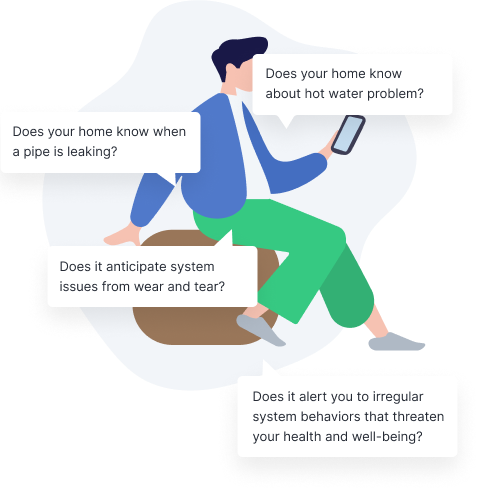 Does your home know
about hot water problem?
Does your home know when
a pipe is leaking?
Does it anticipate system
issues from wear and tear?
Does it alert you to irregular
system behaviors that threaten
your health and well-being?